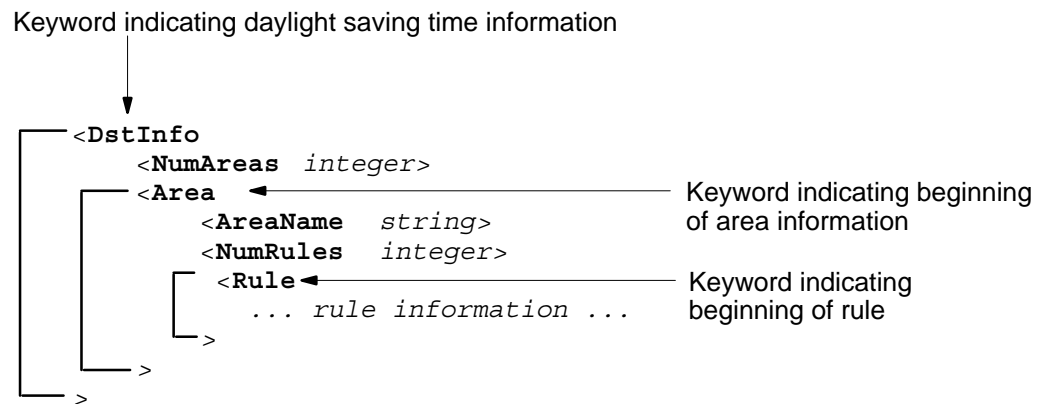 Keyword indicating daylight saving time information
<DstInfo
<NumAreas integer>
<Area
Keyword indicating beginning
of area information
<AreaName string>
<NumRules integer>
<Rule
Keyword indicating
beginning of rule
... rule information ...
>
>
>